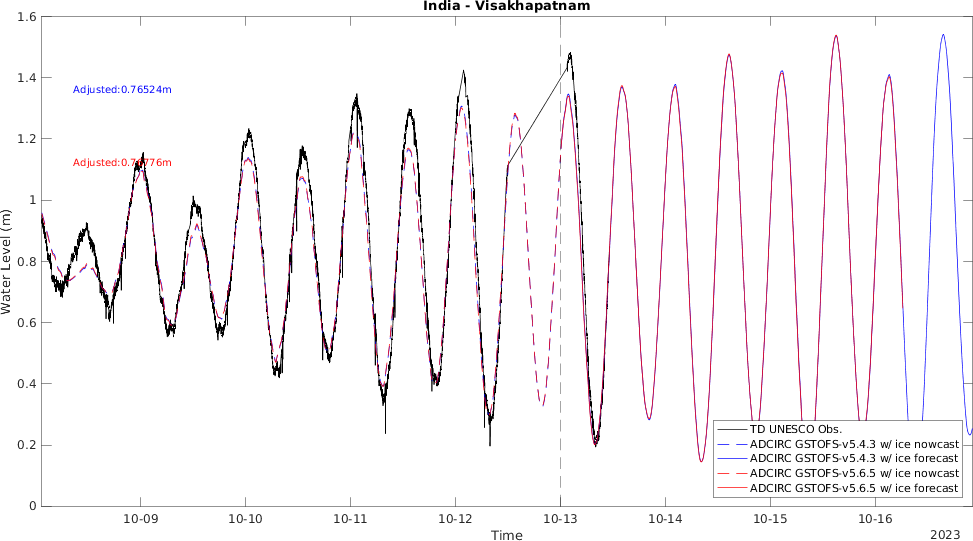 India - Visakhapatnam
1.6
1.4
1.2
1
0.8
0.6
0.4
0.2
0
Water Level (m)
Adjusted:0.76524m
Adjusted:0.76776m
TD UNESCO Obs.
ADCIRC GSTOFS-v5.4.3 w/ ice nowcast
ADCIRC GSTOFS-v5.4.3 w/ ice forecast
ADCIRC GSTOFS-v5.6.5 w/ ice nowcast
ADCIRC GSTOFS-v5.6.5 w/ ice forecast
10-09 10-10 10-11 10-12 10-13 10-14 10-15 10-16
Time
2023